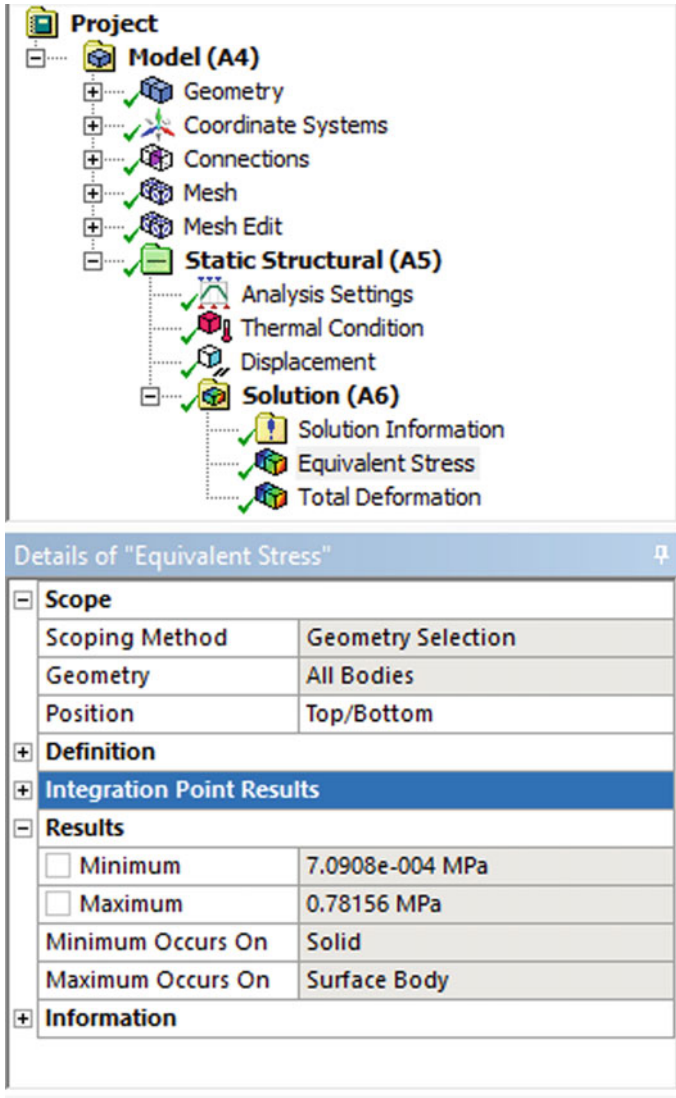 Project
Model (A4)
Geometry
Coordinate Systems
Connections
Mesh
Mesh Edit
Static Structural (A5)
Analysis Settings
Thermal Condition
Displacement
Solution (A6)
Solution Information
Equivalent Stress
Total Deformation
Details of "Equivalent Stress"
Scope
Scoping Method Geometry Selection
Geometry All Bodies
Position Top/Bottom
Definition
Integration Point Results
Results
Minimum 7.0908e-004 MPa
Maximum 0.78156 MPa
Minimum Occurs On Solid
Maximum Occurs On Surface Body
Information